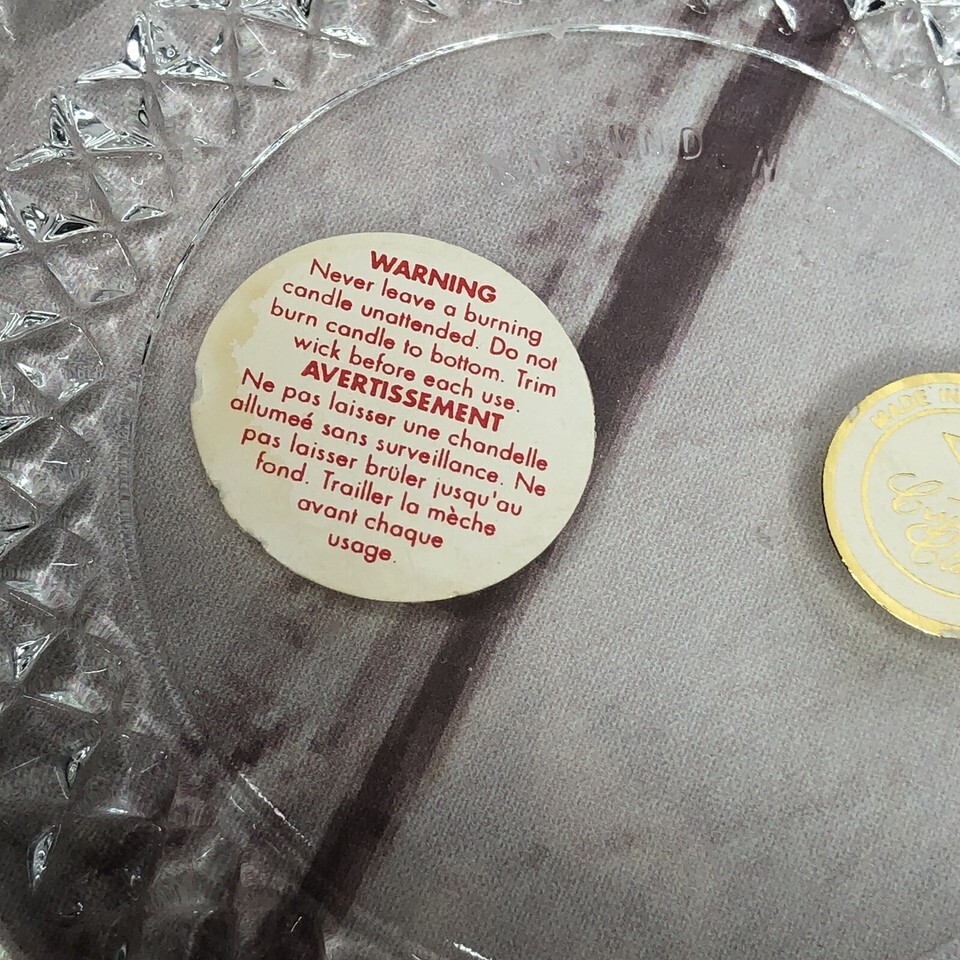 WARNING
Never leave a burning
candle unattended. Do not
burn candle to bottom. Trim
wick before each use.
AVERTISSEMENT
Ne pas laisser une chandelle
allumeé sans surveillance. Ne
pas laisser brûler jusqu'au
fond. Trailler la mèche
avant chaque
usage.
MADE IN